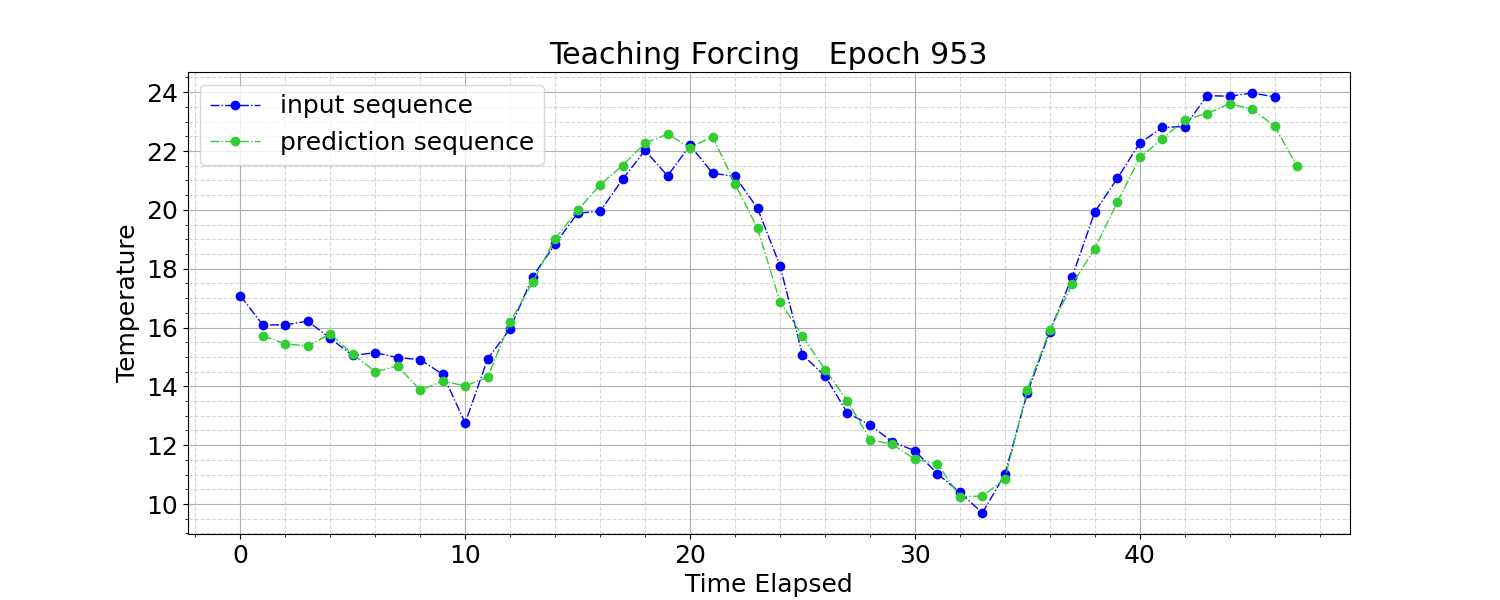 Teaching Forcing   Epoch 953
input sequence
prediction sequence
Temperature
24
22
20
18
16
14
12
10
0 10 20 30 40
Time Elapsed